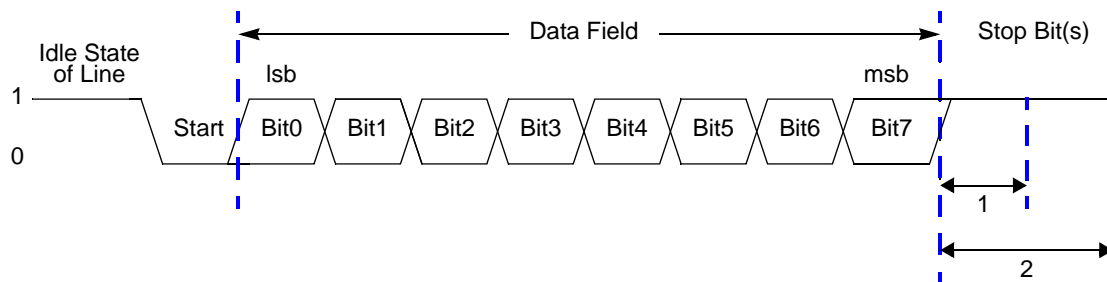 Data Field
Stop Bit(s)
Idle State
of Line
lsb
msb
1
Start
Bit0
Bit1
Bit2
Bit3
Bit4
Bit5
Bit6
Bit7
0
1
2